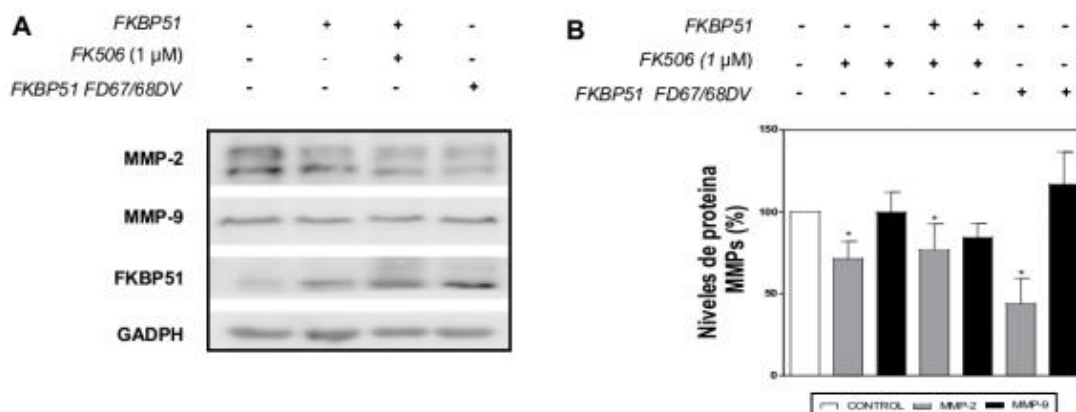 A
FKBP51 - + + -
FK506 (1 µM) - - + -
FKBP51 FD67/68DV - - - +
MMP-2
MMP-9
FKBP51
GADPH
B
FKBP51 - - - + + - -
FK506 (1 µM) - + + + + - -
FKBP51 FD67/68DV - - - - - + +
Niveles de proteina
MMPs (%)
150
100
50
0
* * *
CONTROL MMP-2 MMP-9